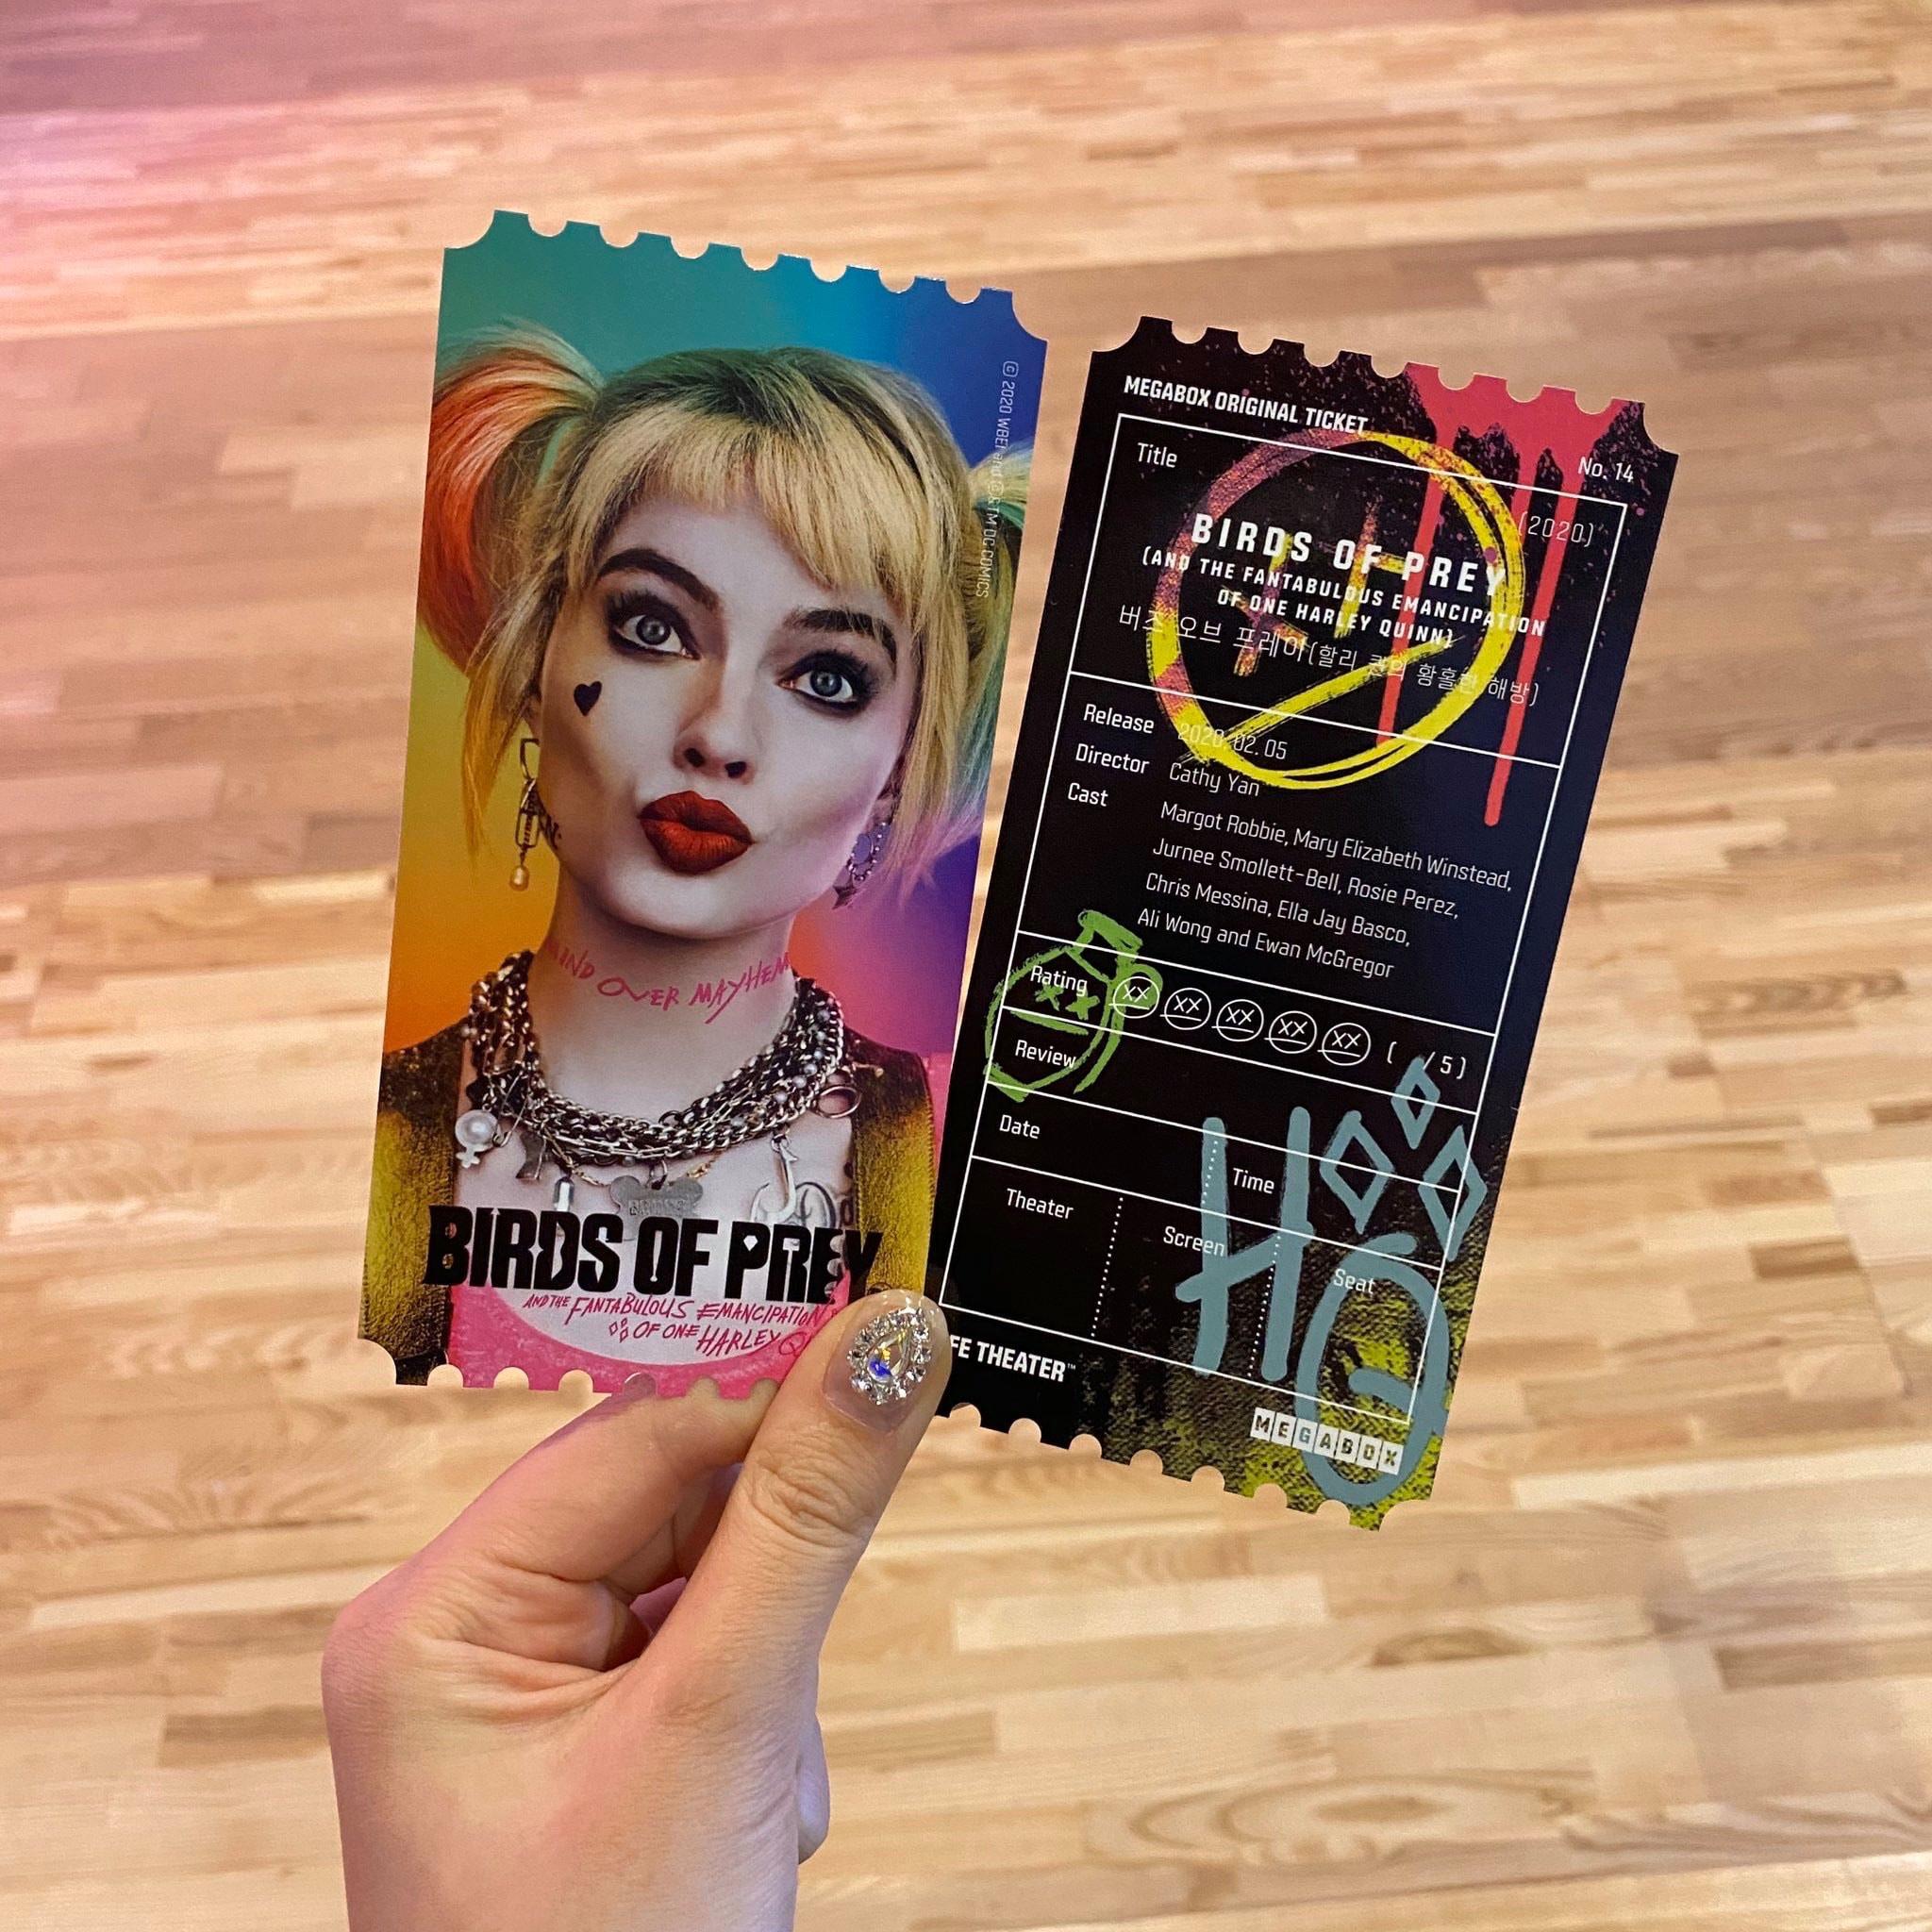 © 2020 WBEI and TM DC COMICS
MIND OVER MAYHEM
BIRDS OF PREY
AND THE FANTABULOUS EMANCIPATION
OF ONE HARLEY
MEGABOX ORIGINAL TICKET
No. 14
Title
(2020)
BIRDS OF PREY
(AND THE FANTABULOUS EMANCIPATION
OF ONE HARLEY QUINN)
버즈 오브 프레이(할리 퀸의 황홀한 해방)
Release 2020. 02. 05
Director Cathy Yan
Cast Margot Robbie, Mary Elizabeth Winstead,
Jurnee Smollett-Bell, Rosie Perez,
Chris Messina, Ella Jay Basco,
Ali Wong and Ewan McGregor
Rating ( /5)
Review
Date
Time
Theater
Screen
Seat
HQ
THEATER™
MEGABOX